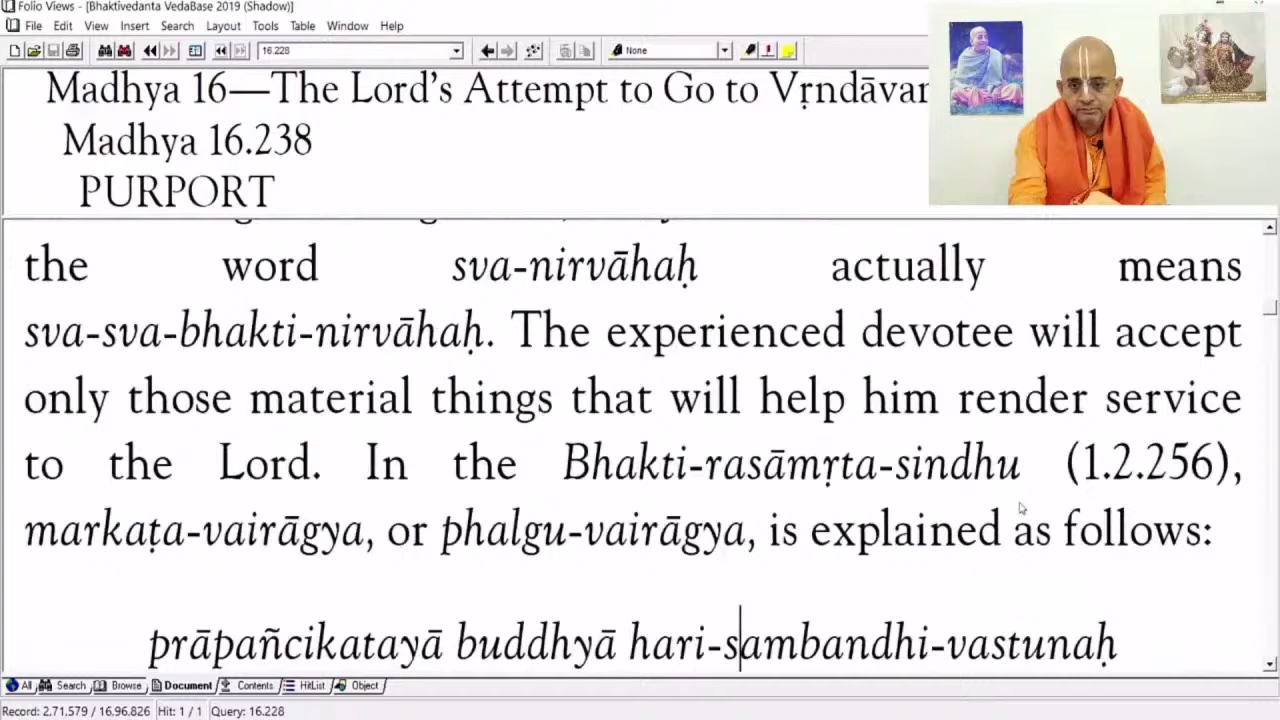 Folio Views - [Bhaktivedanta VedaBase 2019 (Shadow)]
File Edit View Insert Search Layout Tools Table Window Help
16.228 None
Madhya 16—The Lord's Attempt to Go to
Madhya 16.238
PURPORT
the word sva-nirvāhaḥ actually means
sva-sva-bhakti-nirvāhaḥ. The experienced devotee will accept
only those material things that will help him render service
to the Lord. In the Bhakti-rasāmṛta-sindhu (1.2.256),
markaṭa-vairāgya, or phalgu-vairāgya, is explained as follows:
prāpañcikatayā buddhyā hari-sambandhi-vastunaḥ
All Search Browse Document Contents HitList Object
Record: 2,71,579 / 16,96,826 Hit: 1 / 1 Query: 16.228